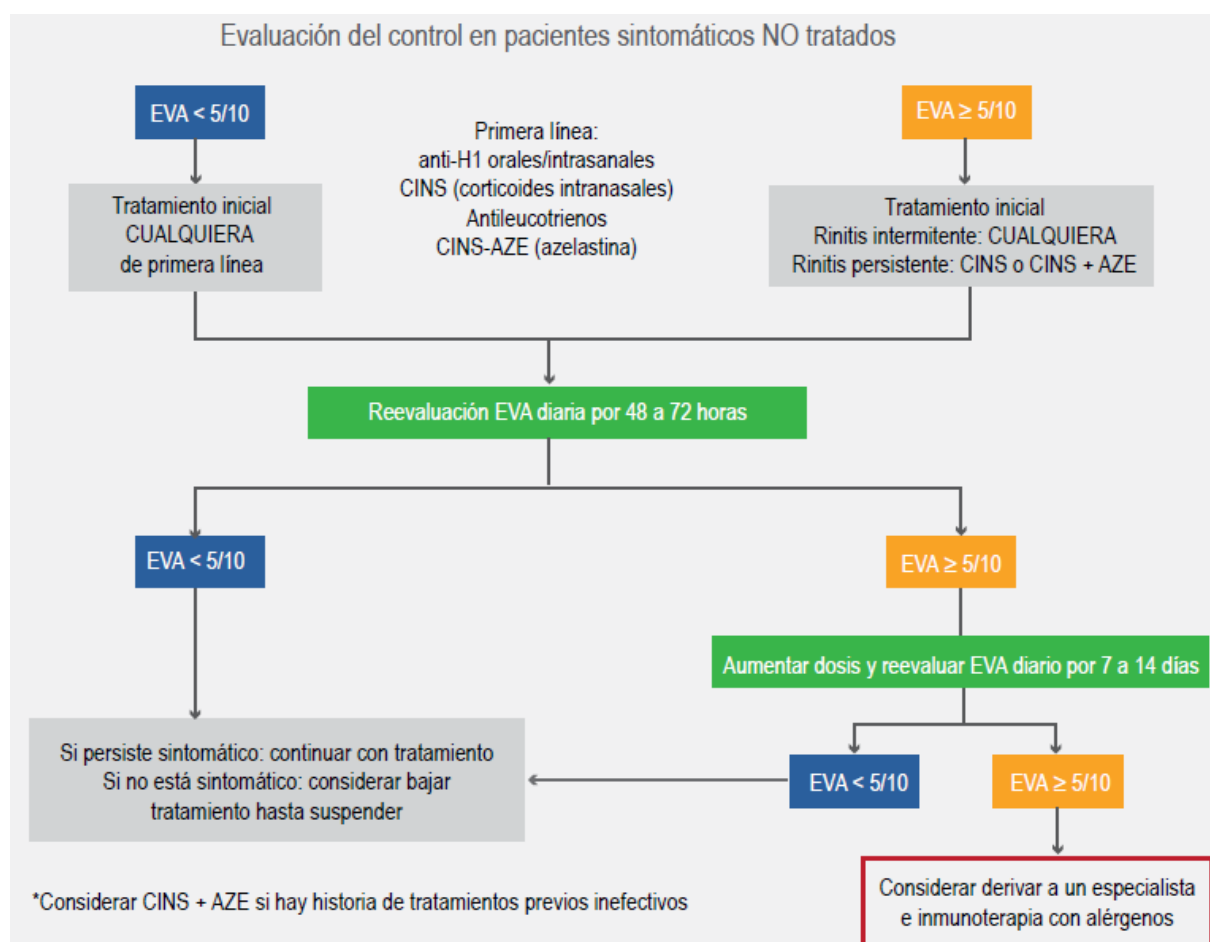 Evaluación del control en pacientes sintomáticos NO tratados
EVA < 5/10
EVA ≥ 5/10
Primera línea:
anti-H1 orales/intrasanales
CINS (corticoides intranasales)
Antileucotrienos
CINS-AZE (azelastina)
Tratamiento inicial
CUALQUIERA
de primera línea
Tratamiento inicial
Rinitis intermitente: CUALQUIERA
Rinitis persistente: CINS o CINS + AZE
Reevaluación EVA diaria por 48 a 72 horas
EVA < 5/10
EVA ≥ 5/10
Aumentar dosis y reevaluar EVA diario por 7 a 14 días
Si persiste sintomático: continuar con tratamiento
Si no está sintomático: considerar bajar
tratamiento hasta suspender
EVA < 5/10
EVA ≥ 5/10
*Considerar CINS + AZE si hay historia de tratamientos previos inefectivos
Considerar derivar a un especialista
e inmunoterapia con alérgenos